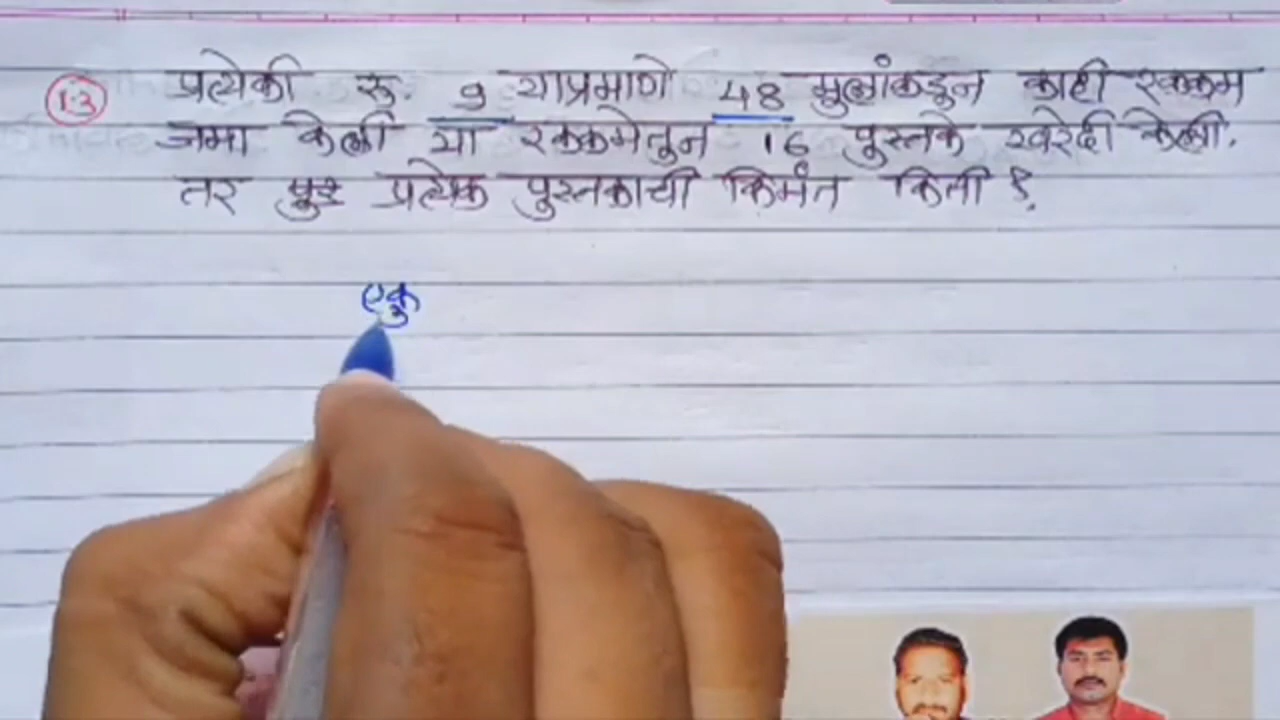 13 प्रत्येकी रु. 9 याप्रमाणे 48 मुलांकडून काही रक्कम
जमा केली या रक्कमेतुन 16 पुस्तके खरेदी केली.
तर प्रत्येक पुस्तकाची किंमत किती ?
एकु